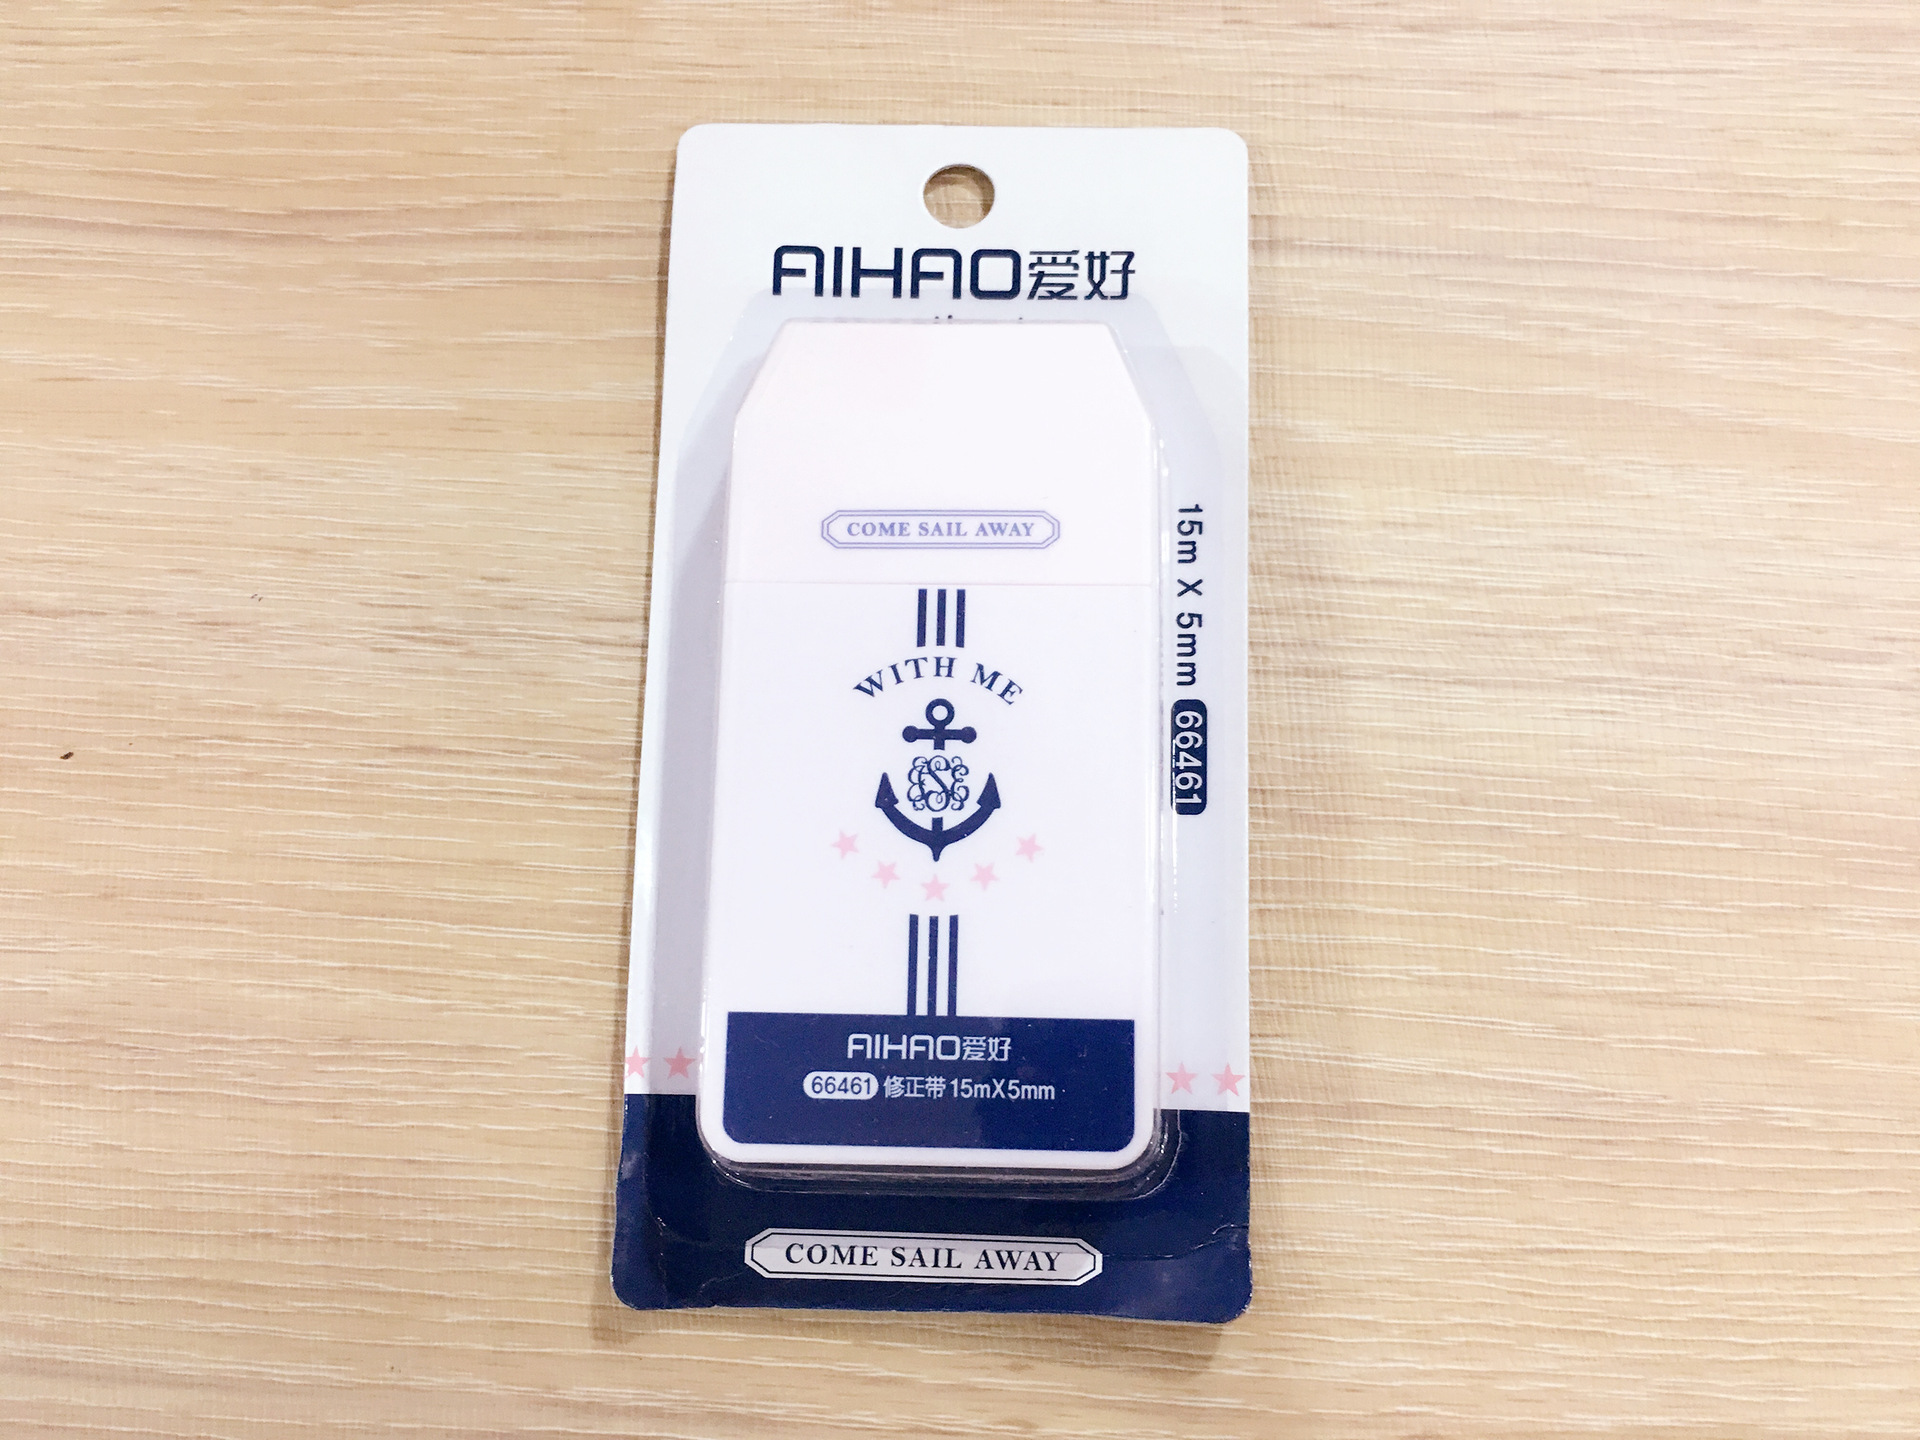 AIHAO爱好
COME SAIL AWAY
WITH ME
15m X 5mm 66461
AIHAO爱好
66461 修正带 15mX5mm
COME SAIL AWAY